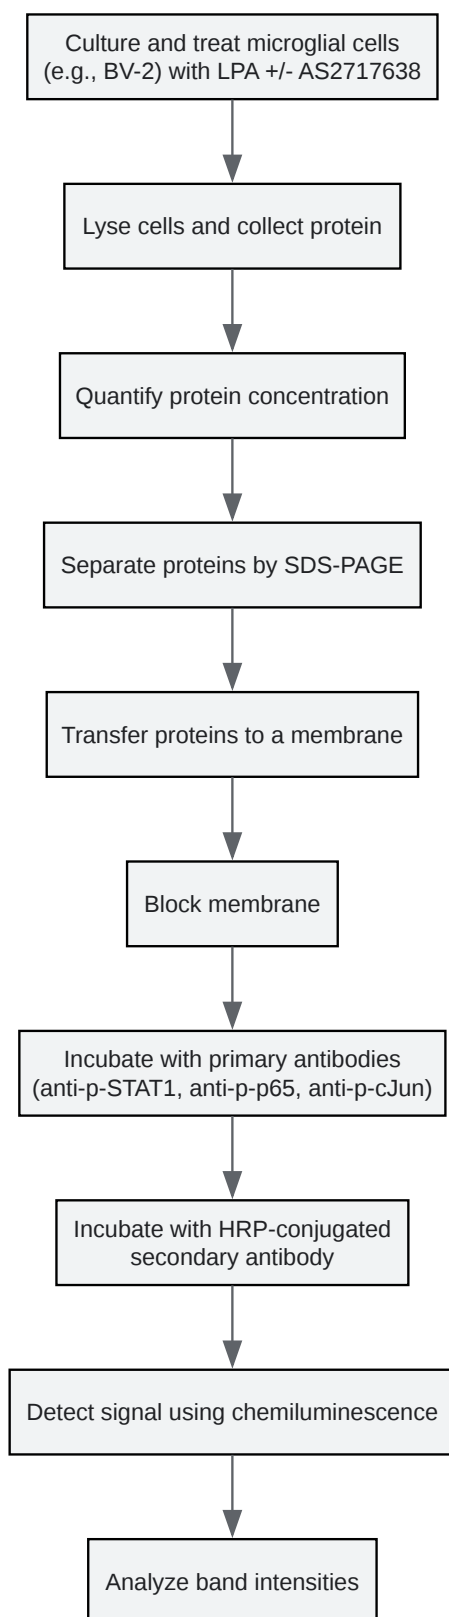 Culture and treat microglial cells
(e.g., BV-2) with LPA +/- AS2717638
Lyse cells and collect protein
Quantify protein concentration
Separate proteins by SDS-PAGE
Transfer proteins to a membrane
Block membrane
Incubate with primary antibodies
(anti-p-STAT1, anti-p-p65, anti-p-cJun)
Incubate with HRP-conjugated
secondary antibody
Detect signal using chemiluminescence
Analyze band intensities